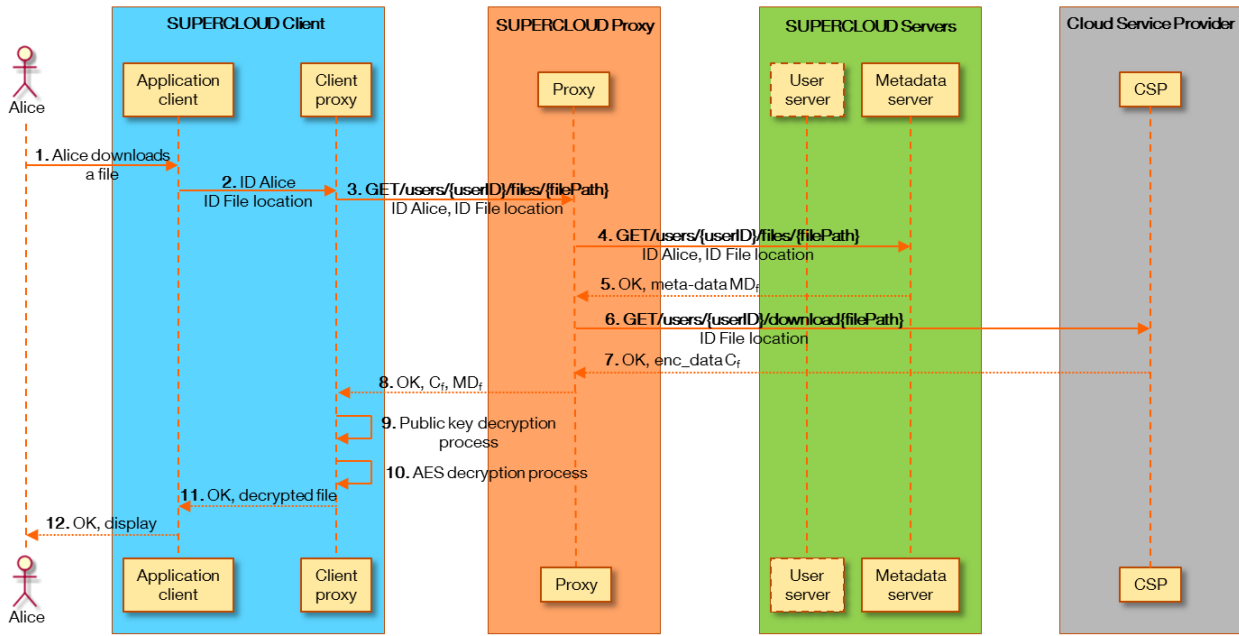 SUPERCLOUD Client
SUPERCLOUD Proxy
SUPERCLOUD Servers
Cloud Service Provider
Alice
Application
client
Client
proxy
Proxy
User
server
Metadata
server
CSP
1. Alice downloads
a file
2. ID Alice
ID File location
3. GET/users/{userID}/files/{filePath}
ID Alice, ID File location
4. GET/users/{userID}/files/{filePath}
ID Alice, ID File location
5. OK, meta-data MDf
6. GET/users/{userID}/download{filePath}
ID File location
7. OK, enc_data Cf
8. OK, Cf, MDf
9. Public key decryption
process
10. AES decryption process
11. OK, decrypted file
12. OK, display
Alice
Application
client
Client
proxy
Proxy
User
server
Metadata
server
CSP